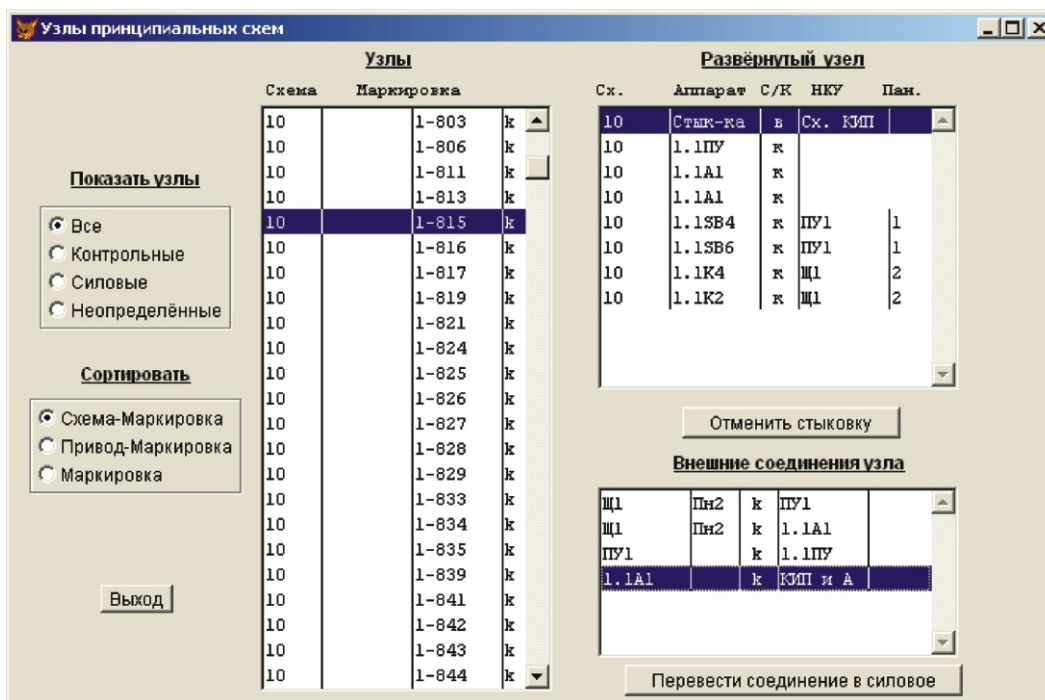 Узлы принципиальных схем
Показать узлы
Все
Контрольные
Силовые
Неопределённые
Сортировать
Схема-Маркировка
Привод-Маркировка
Маркировка
Выход
Узлы
Схема Маркировка
10 1-803 k
10 1-806 k
10 1-811 k
10 1-813 k
10 1-815 k
10 1-816 k
10 1-817 k
10 1-819 k
10 1-821 k
10 1-824 k
10 1-825 k
10 1-826 k
10 1-827 k
10 1-828 k
10 1-829 k
10 1-833 k
10 1-834 k
10 1-835 k
10 1-839 k
10 1-841 k
10 1-842 k
10 1-843 k
10 1-844 k
Развёрнутый узел
Сх. Аппарат С/К НКУ Пан.
10 Стык-ка в Сх. КИП
10 1.1ПУ к
10 1.1А1 к
10 1.1А1 к
10 1.1SB4 к ПУ1 1
10 1.1SB6 к ПУ1 1
10 1.1К4 к Щ1 2
10 1.1К2 к Щ1 2
Отменить стыковку
Внешние соединения узла
Щ1 Пн2 k ПУ1
Щ1 Пн2 k 1.1А1
ПУ1 k 1.1ПУ
1.1А1 k КИП и А
Перевести соединение в силовое